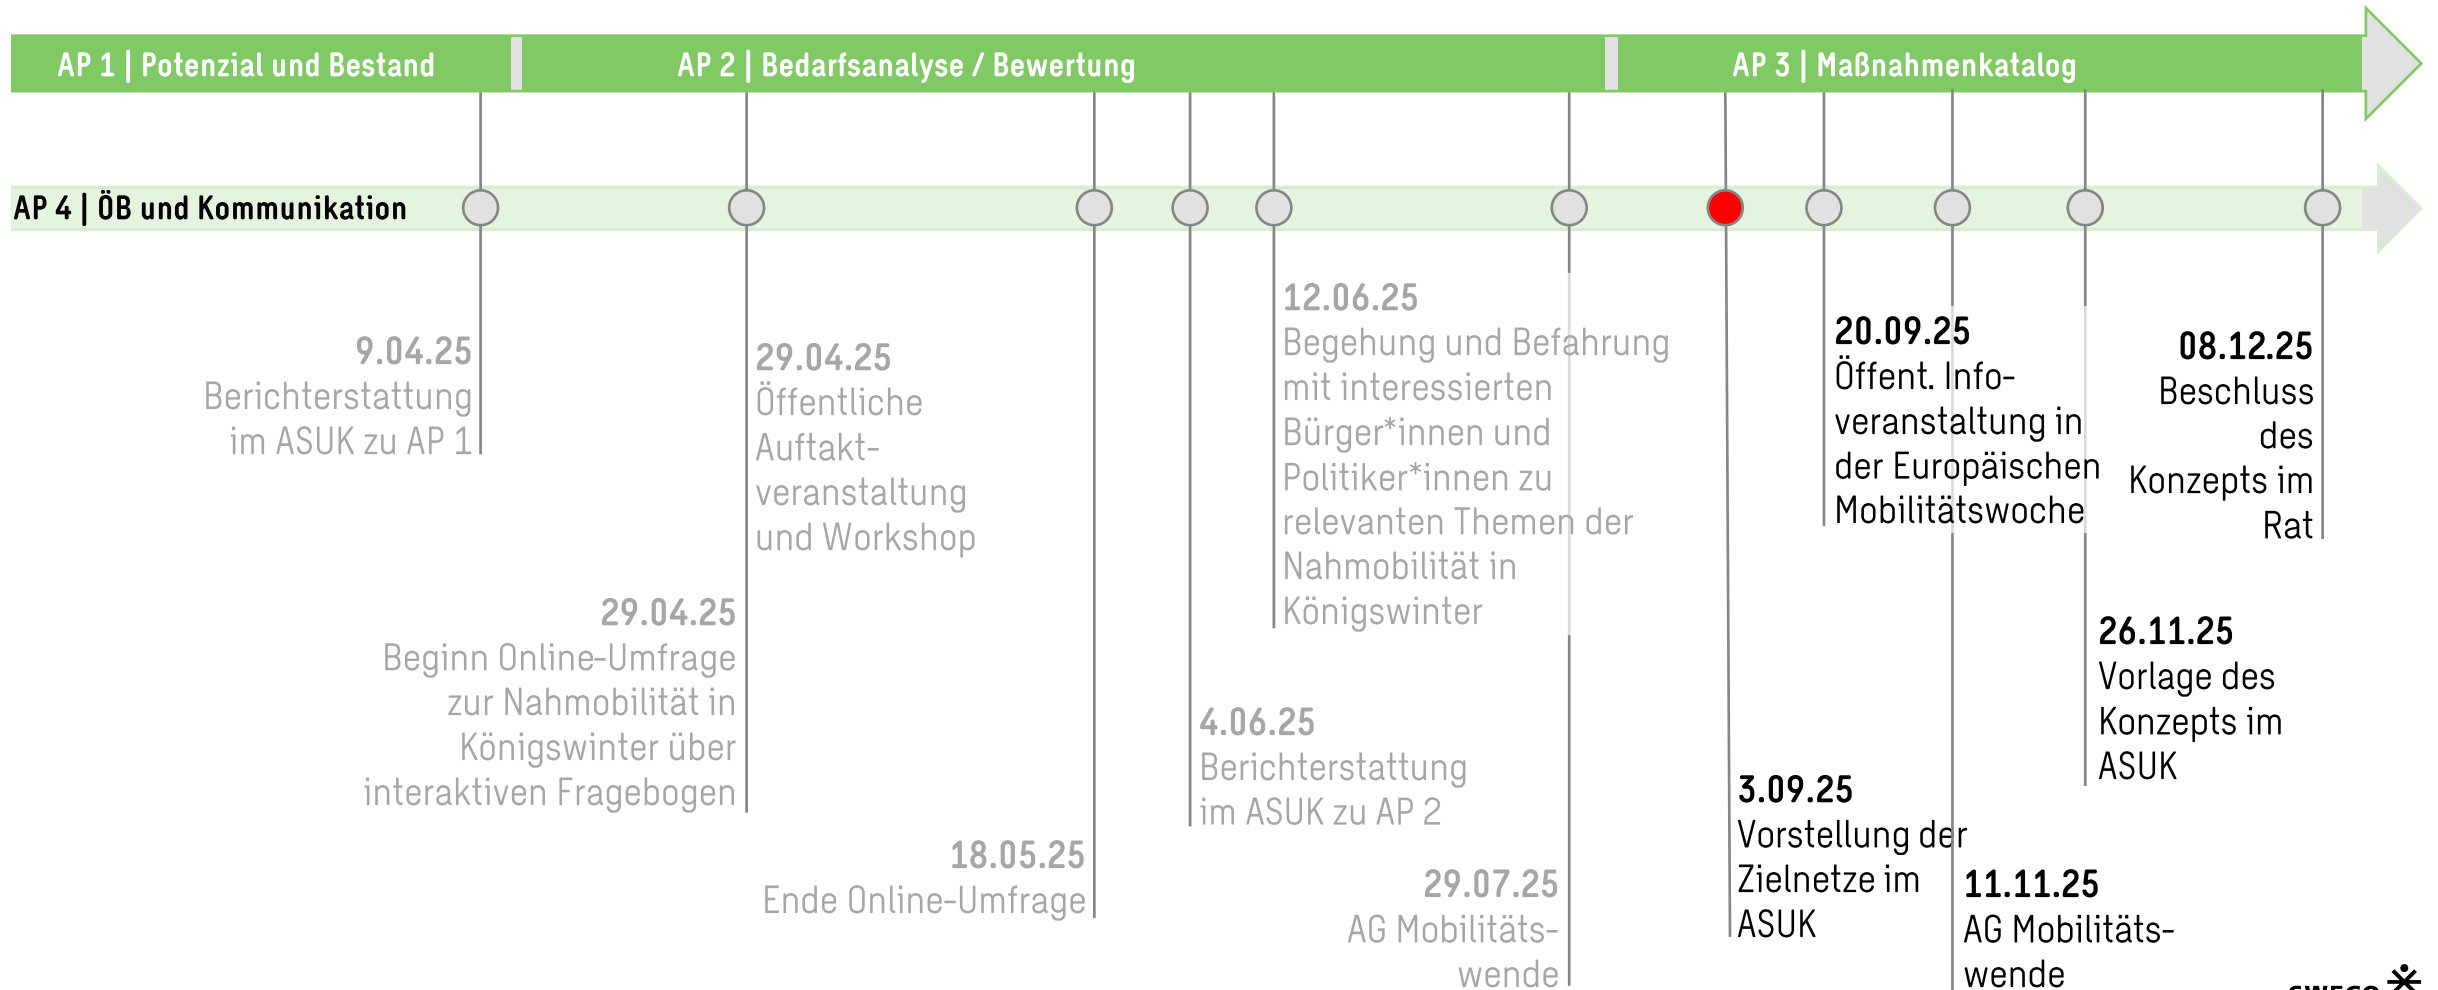 AP 1 | Potenzial und Bestand
AP 2 | Bedarfsanalyse / Bewertung
AP 3 | Maßnahmenkatalog
AP 4 | ÖB und Kommunikation
9.04.25
Berichterstattung
im ASUK zu AP 1
29.04.25
Öffentliche
Auftakt-
veranstaltung
und Workshop
29.04.25
Beginn Online-Umfrage
zur Nahmobilität in
Königswinter über
interaktiven Fragebogen
18.05.25
Ende Online-Umfrage
4.06.25
Berichterstattung
im ASUK zu AP 2
12.06.25
Begehung und Befahrung
mit interessierten
Bürger*innen und
Politiker*innen zu
relevanten Themen der
Nahmobilität in
Königswinter
29.07.25
AG Mobilitäts-
wende
3.09.25
Vorstellung der
Zielnetze im
ASUK
20.09.25
Öffent. Info-
veranstaltung in
der Europäischen
Mobilitätswoche
11.11.25
AG Mobilitäts-
wende
26.11.25
Vorlage des
Konzepts im
ASUK
08.12.25
Beschluss
des
Konzepts im
Rat